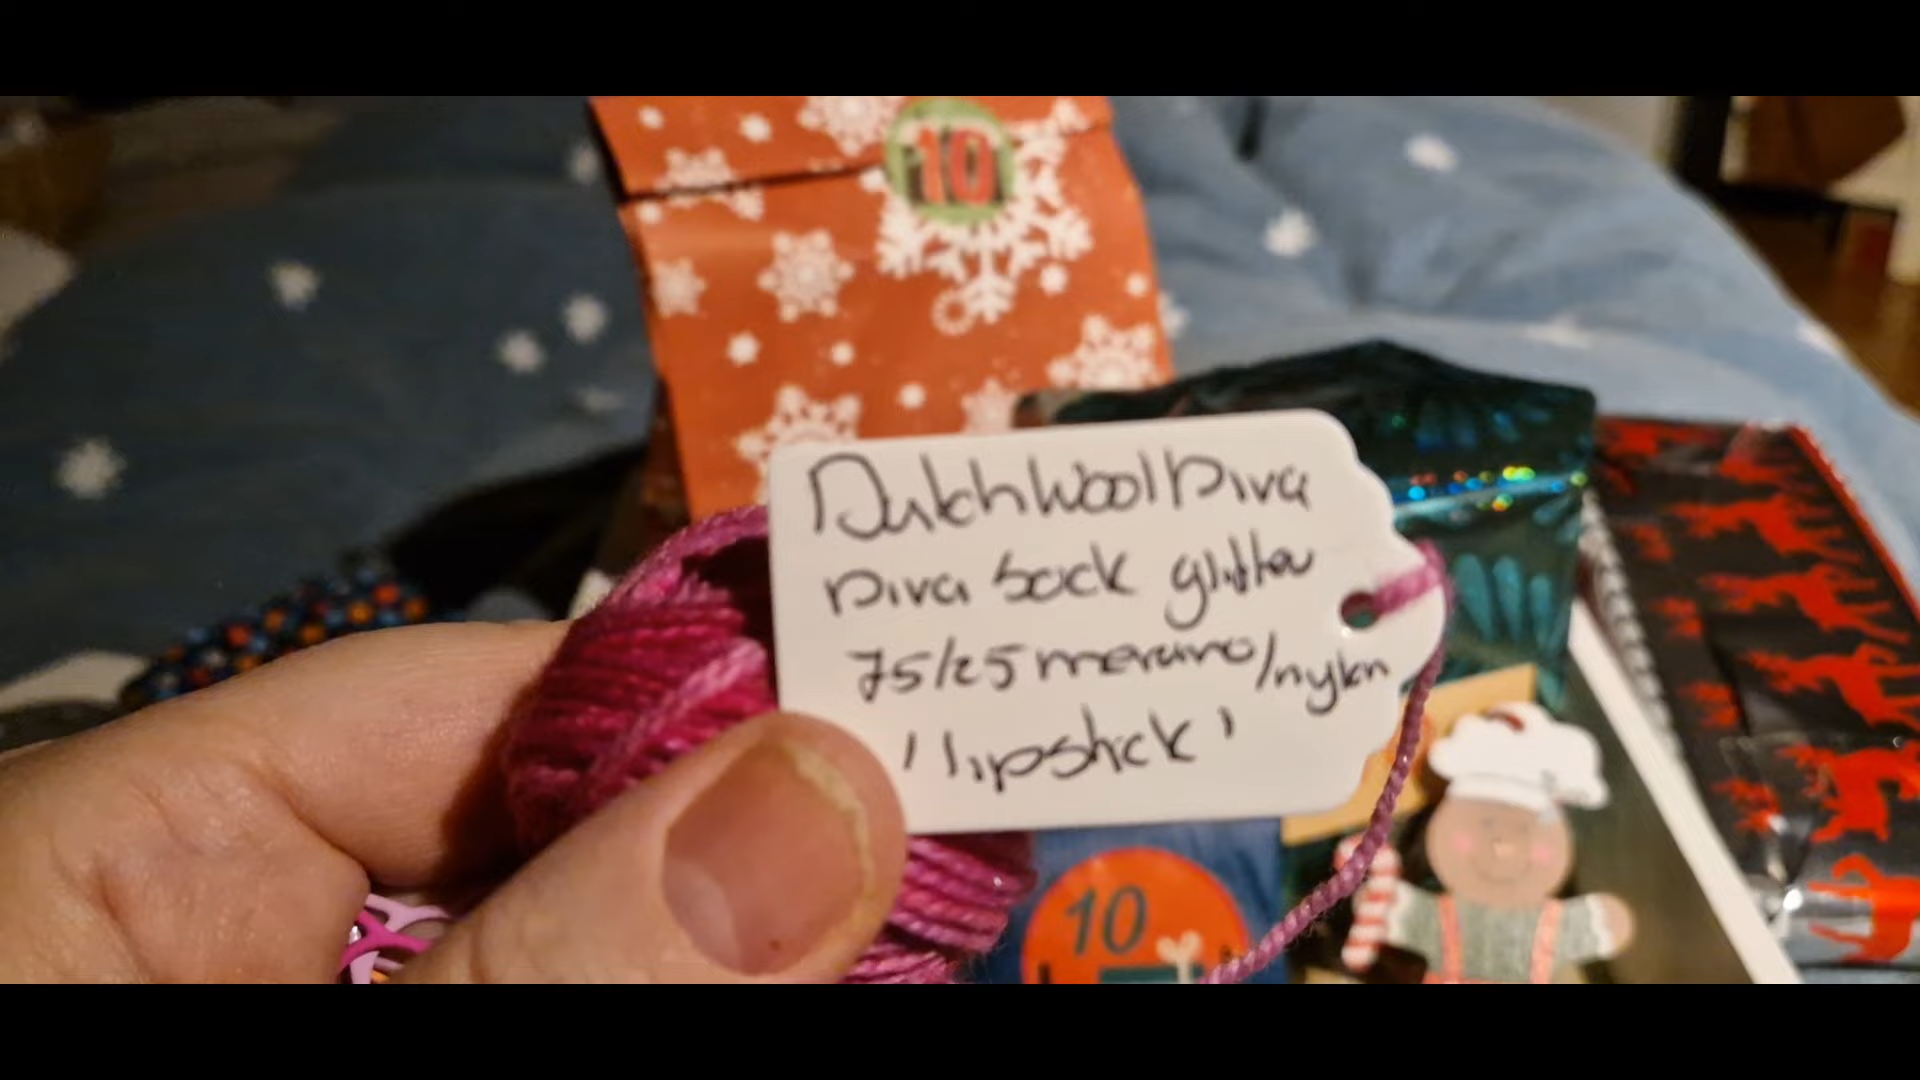 10
DutchWoolDiva
Diva sock glitter
75/25 merino/nylon
'lipstick'
10